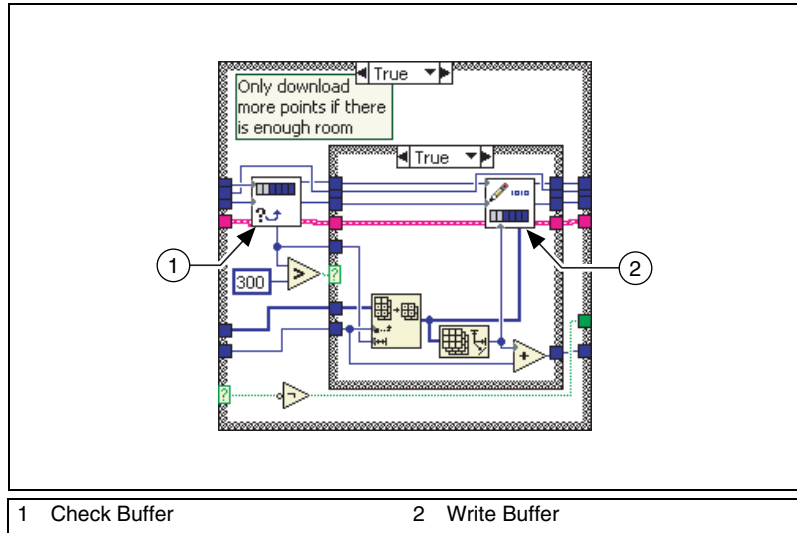 True
Only download
more points if there
is enough room
True
?
1
2
300
>
?
+
?
1 Check Buffer 2 Write Buffer